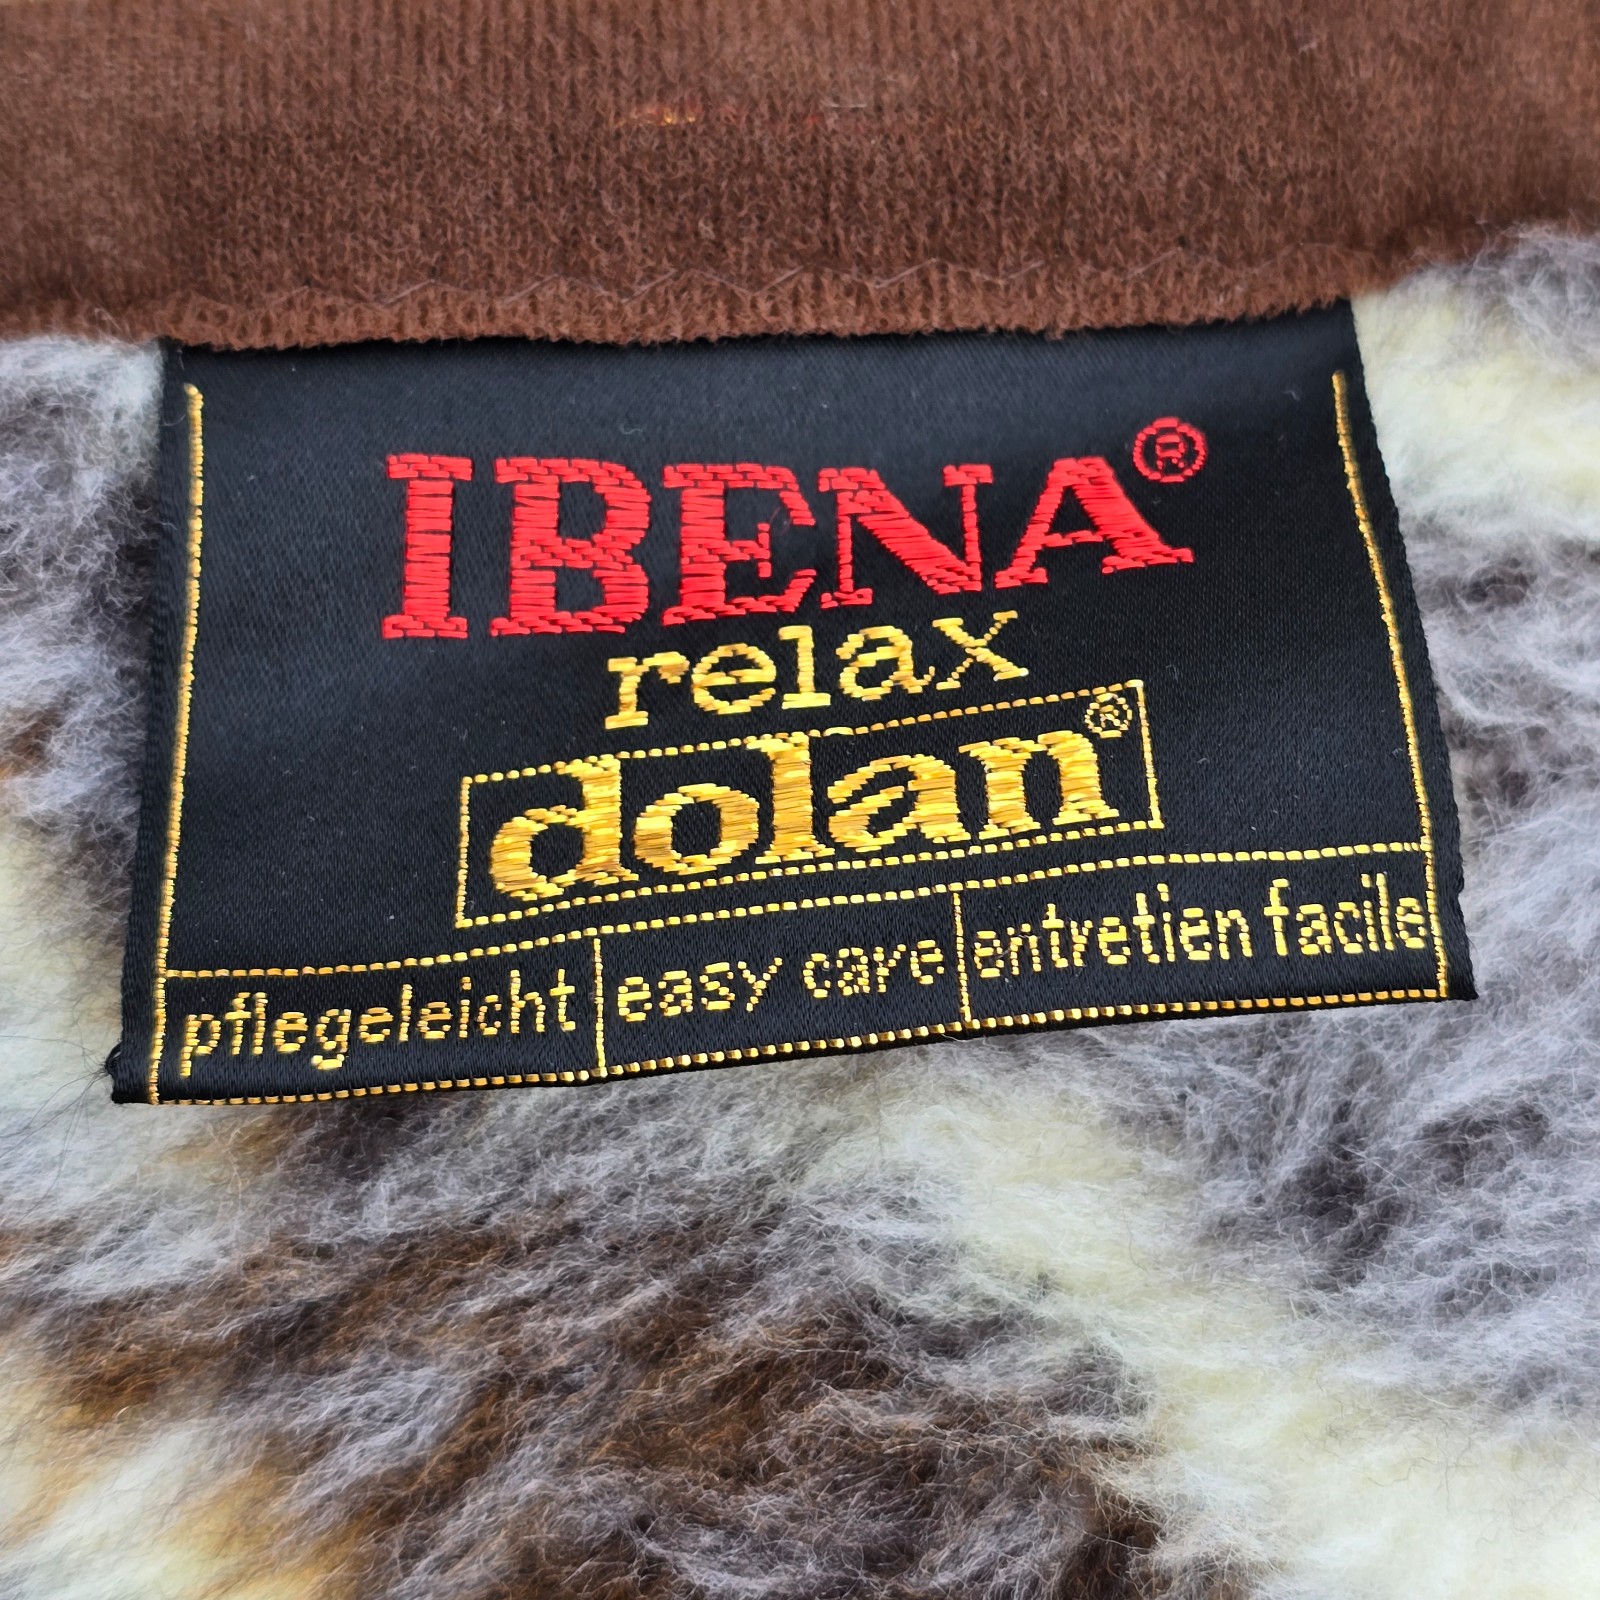 IBENA®
relax
dolan®
pflegeleicht easy care entretien facile